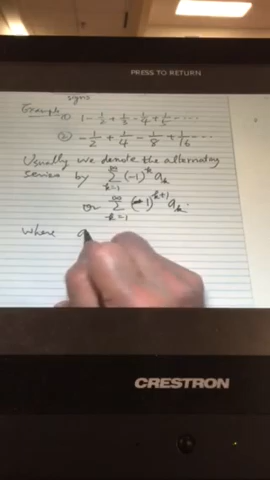 PRESS TO RETURN
signs
Example ① 1 - 1/2 + 1/3 - 1/4 + 1/5 - ....
② - 1/2 + 1/4 - 1/8 + 1/16 - ...
Usually we denote the alternating
series by ∞ Σ k=1 (-1)^k a_k
or ∞ Σ k=1 (-1)^{k+1} a_k.
where a
CRESTRON